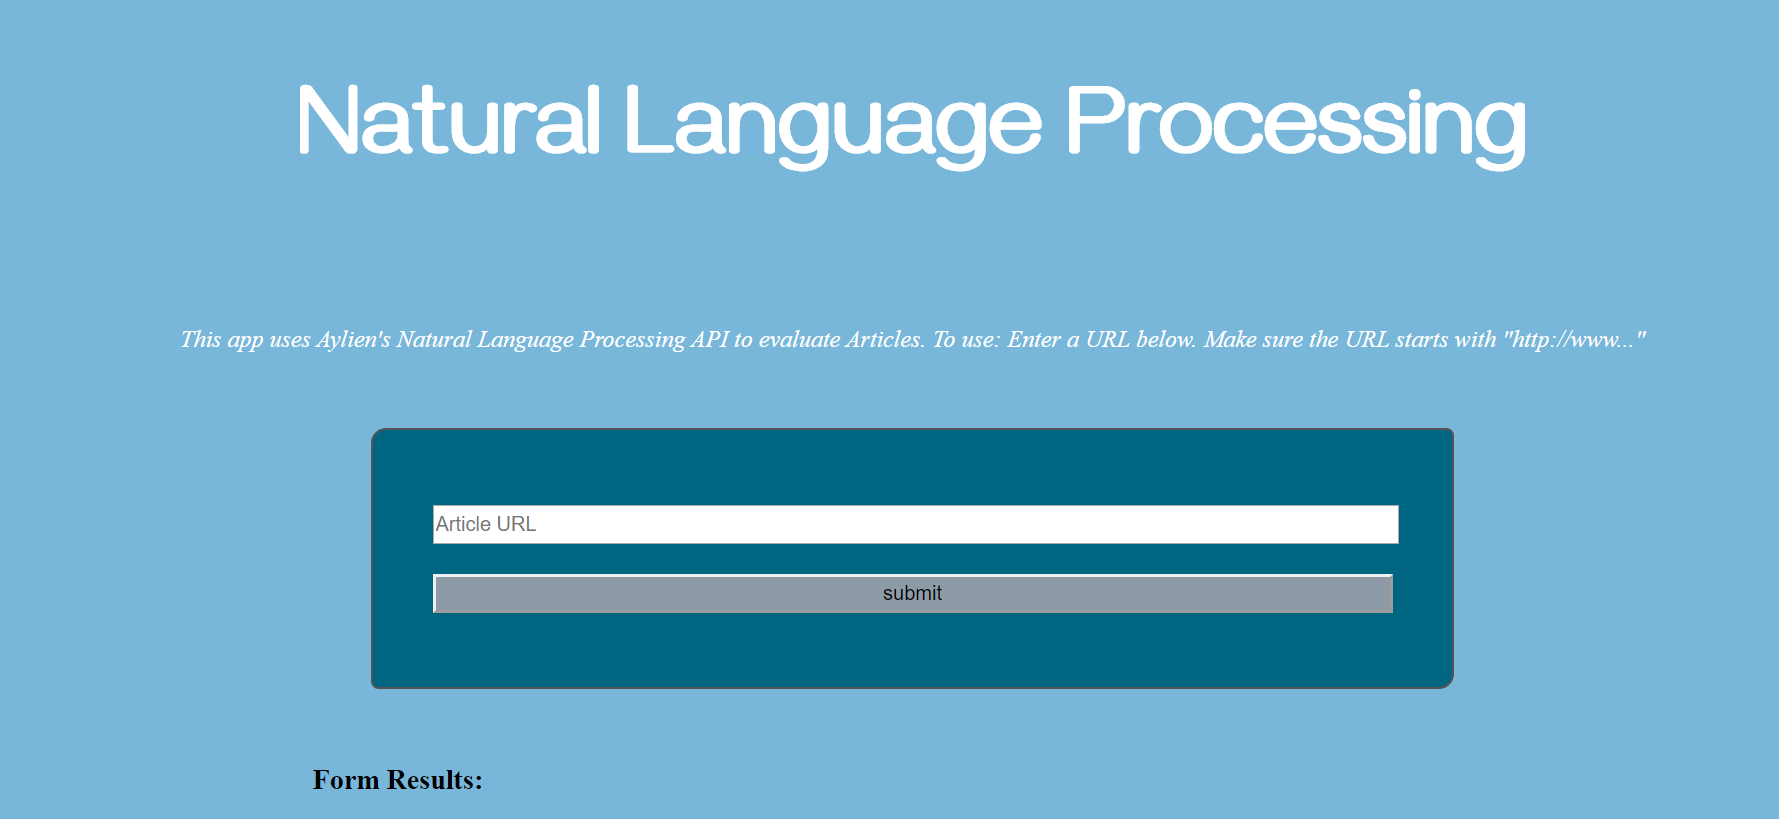 Natural Language Processing
This app uses Aylien's Natural Language Processing API to evaluate Articles. To use: Enter a URL below. Make sure the URL starts with "http://www..."
Article URL
submit
Form Results: